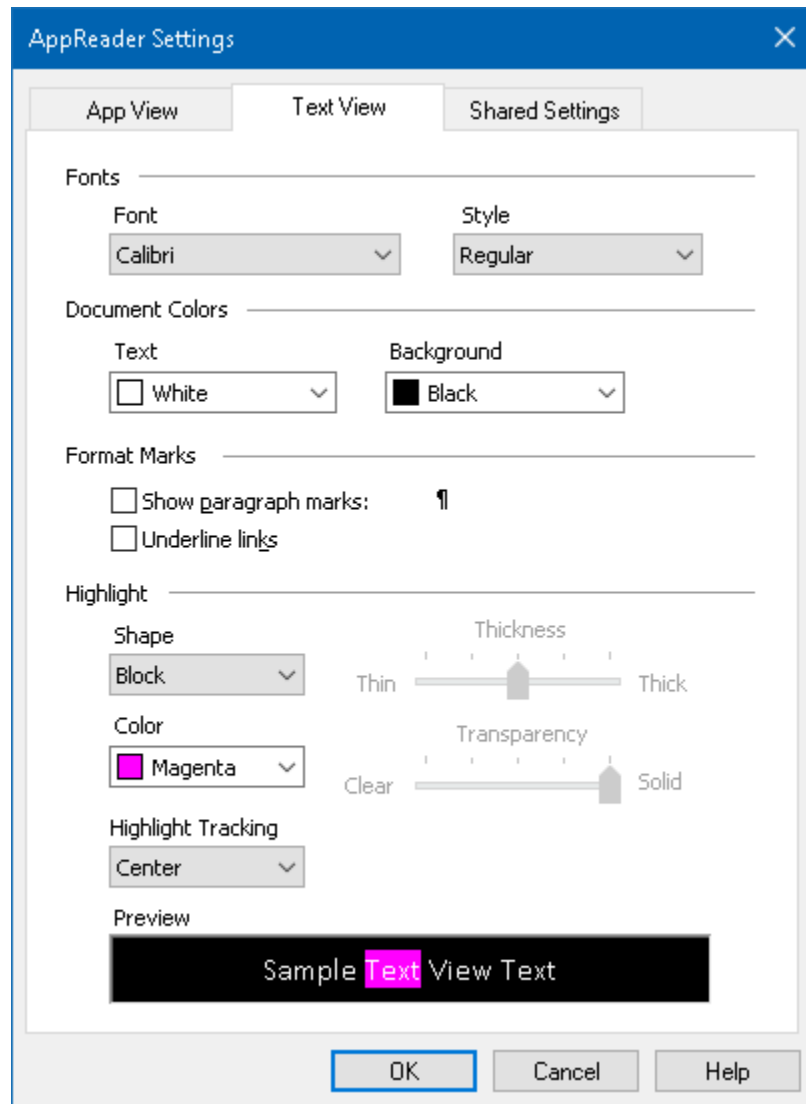 AppReader Settings
App View Text View Shared Settings
Fonts
Font Style
Calibri Regular
Document Colors
Text Background
White Black
Format Marks
Show paragraph marks: ¶
Underline links
Highlight
Shape Thickness
Block Thin Thick
Color Transparency
Magenta Clear Solid
Highlight Tracking
Center
Preview
Sample Text View Text
OK Cancel Help